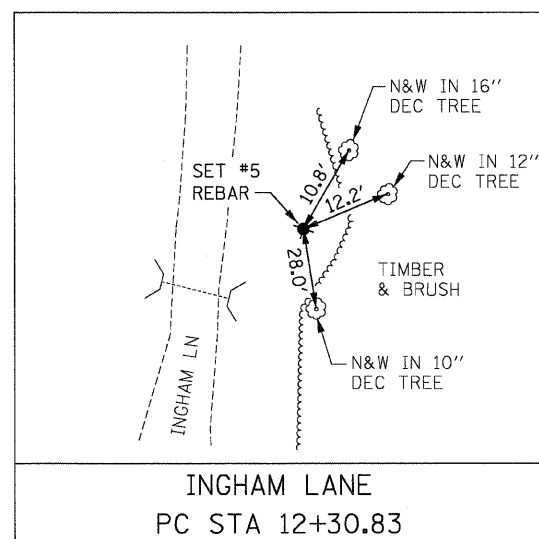 N&W IN 16"
DEC TREE
SET #5
REBAR
10.8'
12.2'
N&W IN 12"
DEC TREE
28.0'
TIMBER
& BRUSH
N&W IN 10"
DEC TREE
INGHAM LN
INGHAM LANE
PC STA 12+30.83